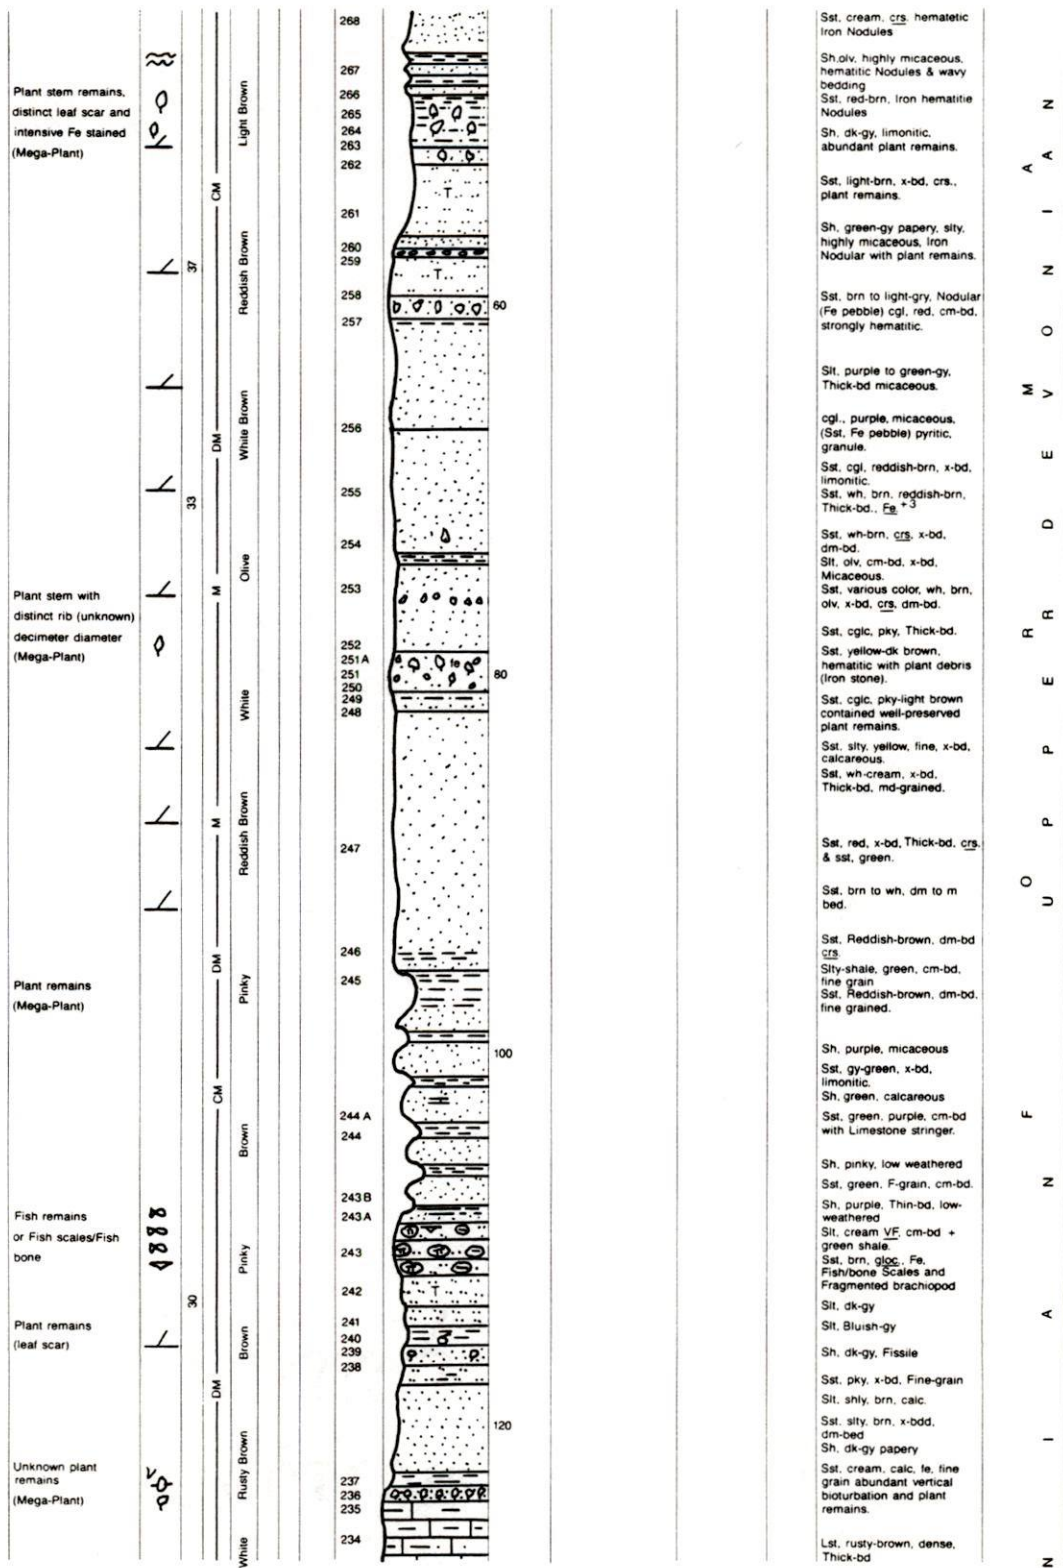 Plant stem remains,
distinct leaf scar and
intensive Fe stained
(Mega-Plant)
Plant stem with
distinct rib (unknown)
decimeter diameter
(Mega-Plant)
Plant remains
(Mega-Plant)
Fish remains
or Fish scales/Fish
bone
Plant remains
(leaf scar)
Unknown plant
remains
(Mega-Plant)
37
33
30
CM
DM
M
M
DM
CM
DM
Light Brown
Reddish Brown
White Brown
Olive
White
Reddish Brown
Pinky
Brown
Pinky
Brown
Rusty Brown
White
268
267
266
265
264
263
262
261
260
259
258
257
256
255
254
253
252
251A
251
250
249
248
247
246
245
244 A
244
243 B
243 A
243
242
241
240
239
238
237
236
235
234
T
T
fe
T
60
80
100
120
Sst, cream, crs. hematetic
Iron Nodules
Sh,olv, highly micaceous,
hematitic Nodules & wavy
bedding
Sst, red-brn, Iron hematitie
Nodules
Sh, dk-gy, limonitic,
abundant plant remains.
Sst, light-brn, x-bd, crs.,
plant remains.
Sh, green-gy papery, slty,
highly micaceous, Iron
Nodular with plant remains.
Sst, brn to light-gry, Nodular
(Fe pebble) cgl, red, cm-bd,
strongly hematitic.
Slt, purple to green-gy,
Thick-bd micaceous.
cgl., purple, micaceous,
(Sst, Fe pebble) pyritic,
granule.
Sst, cgl, reddish-brn, x-bd,
limonitic.
Sst, wh, brn, reddish-brn,
Thick-bd., Fe +3
Sst, wh-brn, crs, x-bd,
dm-bd.
Slt, olv, cm-bd, x-bd,
Micaceous.
Sst, various color, wh, brn,
olv, x-bd, crs, dm-bd.
Sst, cglc, pky, Thick-bd.
Sst, yellow-dk brown,
hematitic with plant debris
(Iron stone).
Sst, cglc, pky-light brown
contained well-preserved
plant remains.
Sst, slty, yellow, fine, x-bd,
calcareous.
Sst, wh-cream, x-bd,
Thick-bd, md-grained.
Sst, red, x-bd, Thick-bd, crs.
& sst, green.
Sst, brn to wh, dm to m
bed.
Sst, Reddish-brown, dm-bd
crs.
Slty-shale, green, cm-bd,
fine grain
Sst, Reddish-brown, dm-bd,
fine grained.
Sh, purple, micaceous
Sst, gy-green, x-bd,
limonitic.
Sh, green, calcareous
Sst, green, purple, cm-bd
with Limestone stringer.
Sh, pinky, low weathered
Sst, green, F-grain, cm-bd.
Sh, purple, Thin-bd, low-
weathered
Slt, cream VF, cm-bd +
green shale.
Sst, brn, gloc., Fe,
Fish/bone Scales and
Fragmented brachiopod
Slt, dk-gy
Slt, Bluish-gy
Sh, dk-gy, Fissile
Sst, pky, x-bd, Fine-grain
Slt, shly, brn, calc.
Sst, slty, brn, x-bdd,
dm-bed
Sh, dk-gy papery
Sst, cream, calc, fe, fine
grain abundant vertical
bioturbation and plant
remains.
Lst, rusty-brown, dense,
Thick-bd
N I A N F O R M A
U P P E R D E V O N I A N